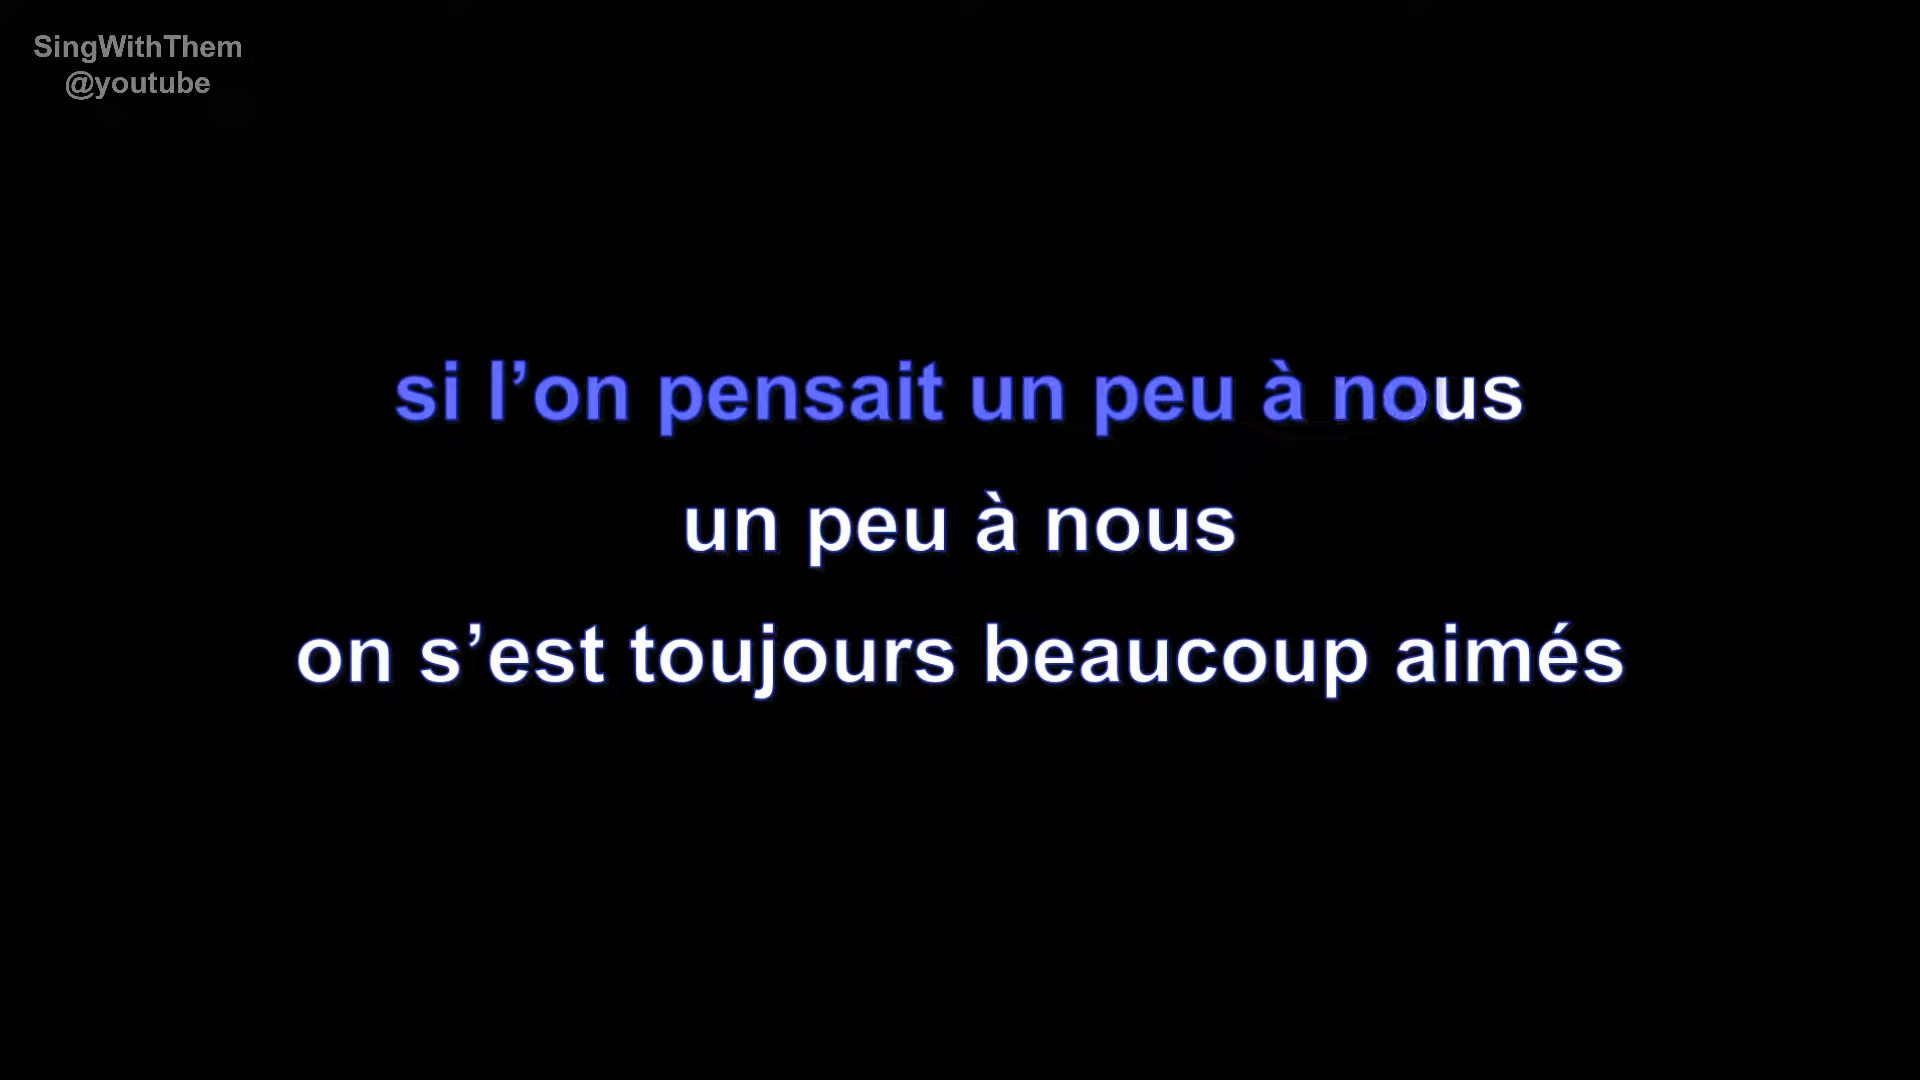 SingWithThem
@youtube
si l’on pensait un peu à nous
un peu à nous
on s’est toujours beaucoup aimés